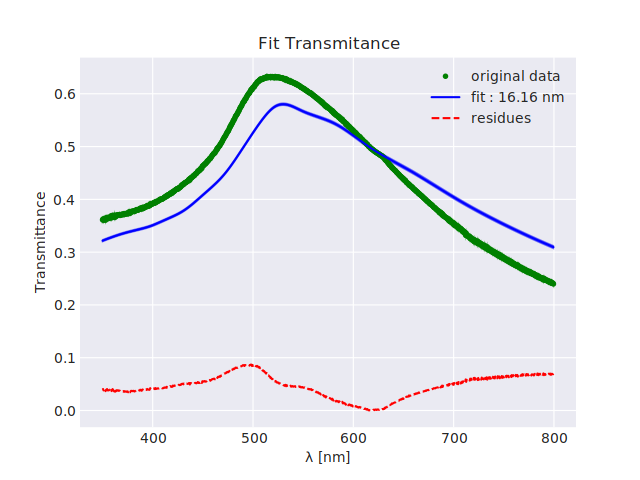 Fit Transmitance
original data
fit : 16.16 nm
residues
Transmittance
0.6
0.5
0.4
0.3
0.2
0.1
0.0
400 500 600 700 800
λ [nm]